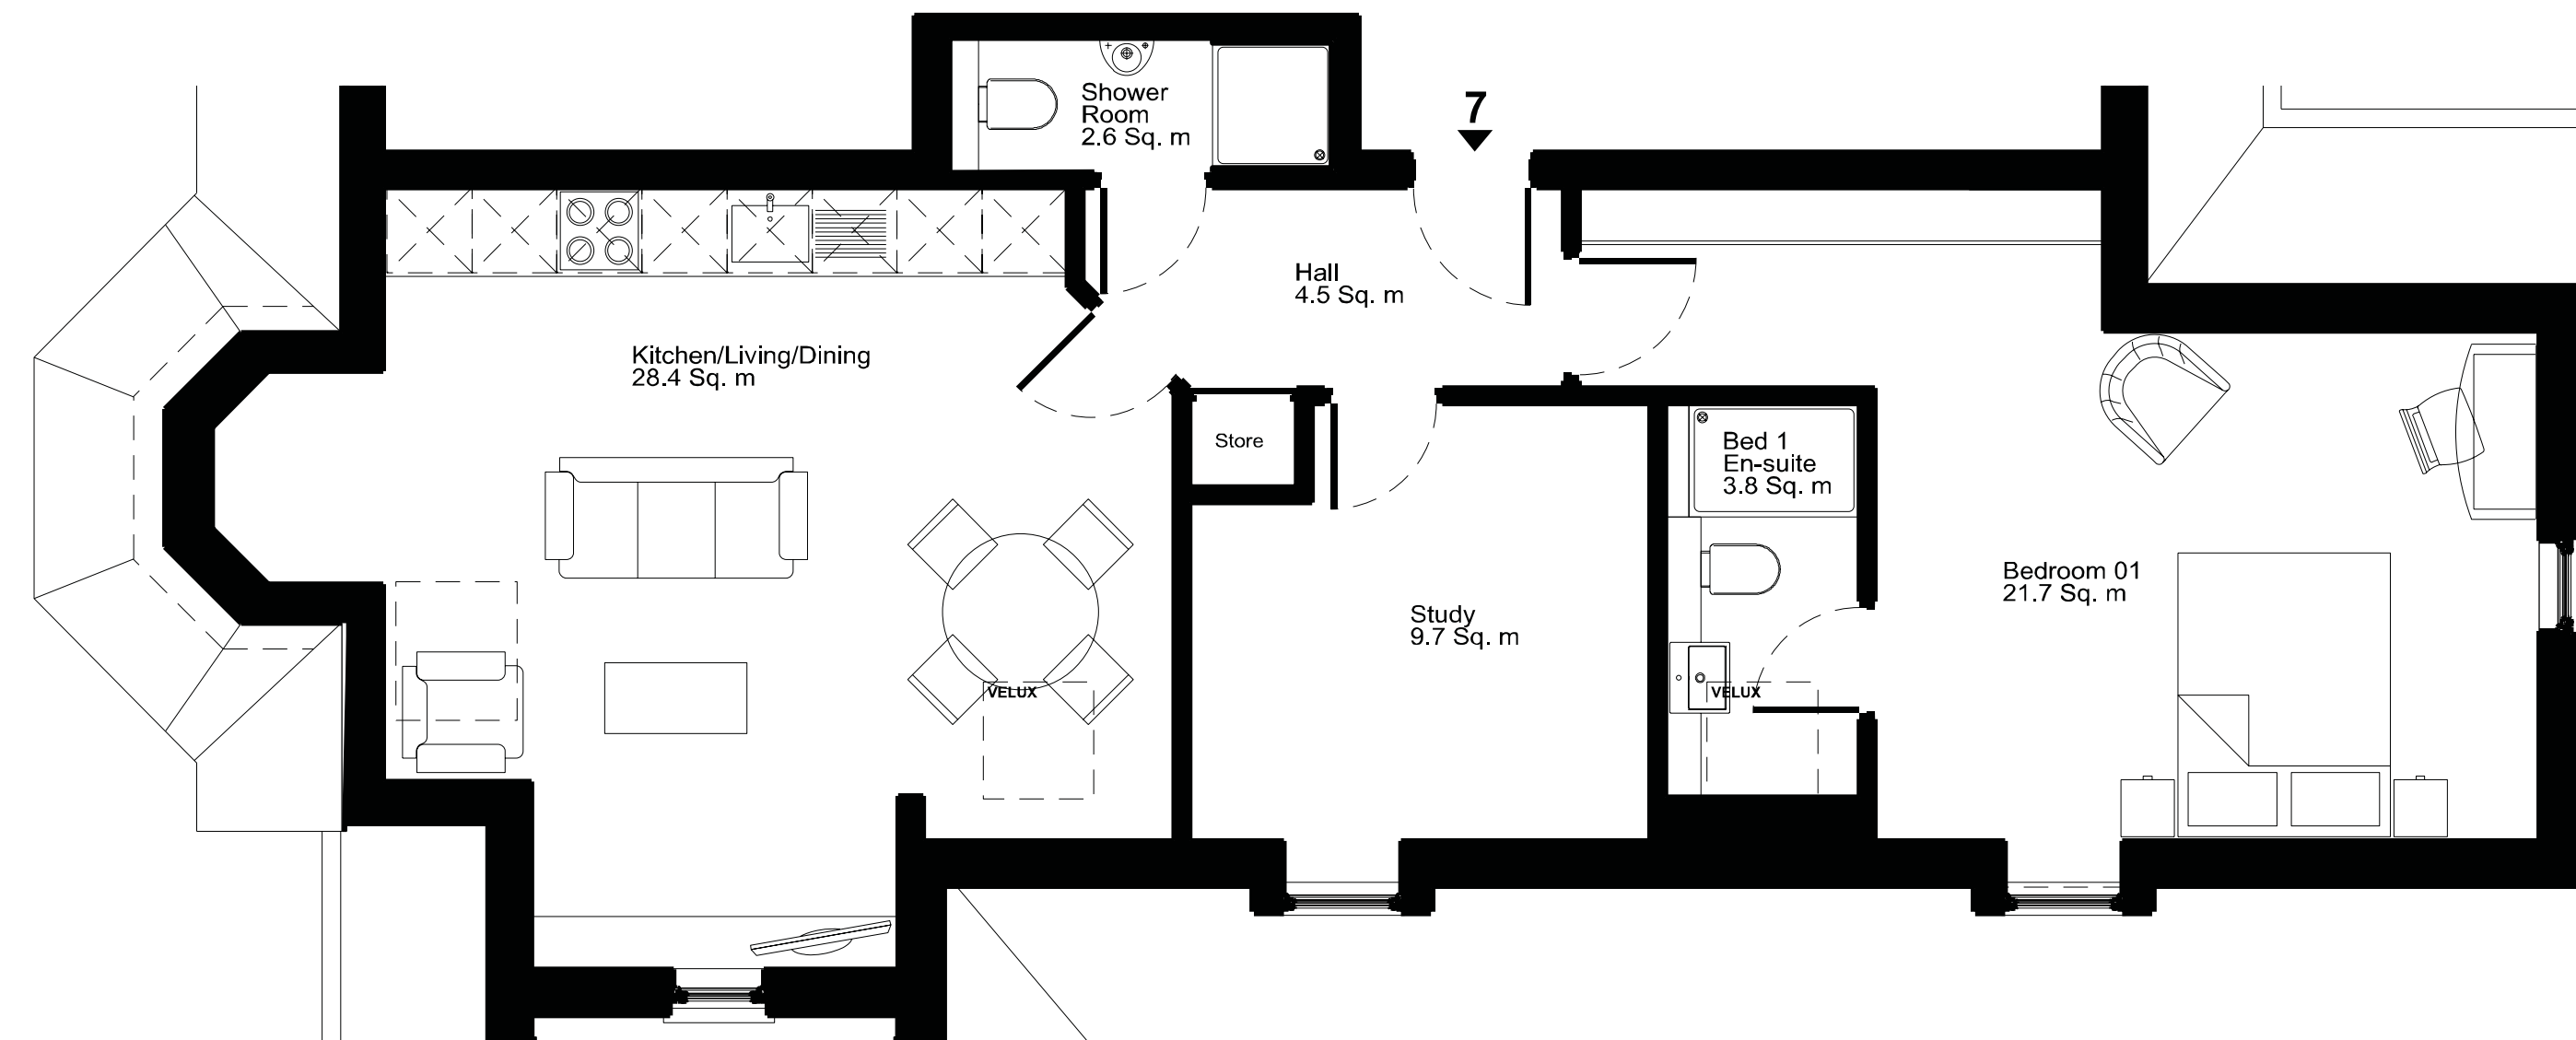 7
Shower
Room
2.6 Sq. m
Hall
4.5 Sq. m
Kitchen/Living/Dining
28.4 Sq. m
Store
Bed 1
En-suite
3.8 Sq. m
Bedroom 01
21.7 Sq. m
Study
9.7 Sq. m
VELUX
VELUX